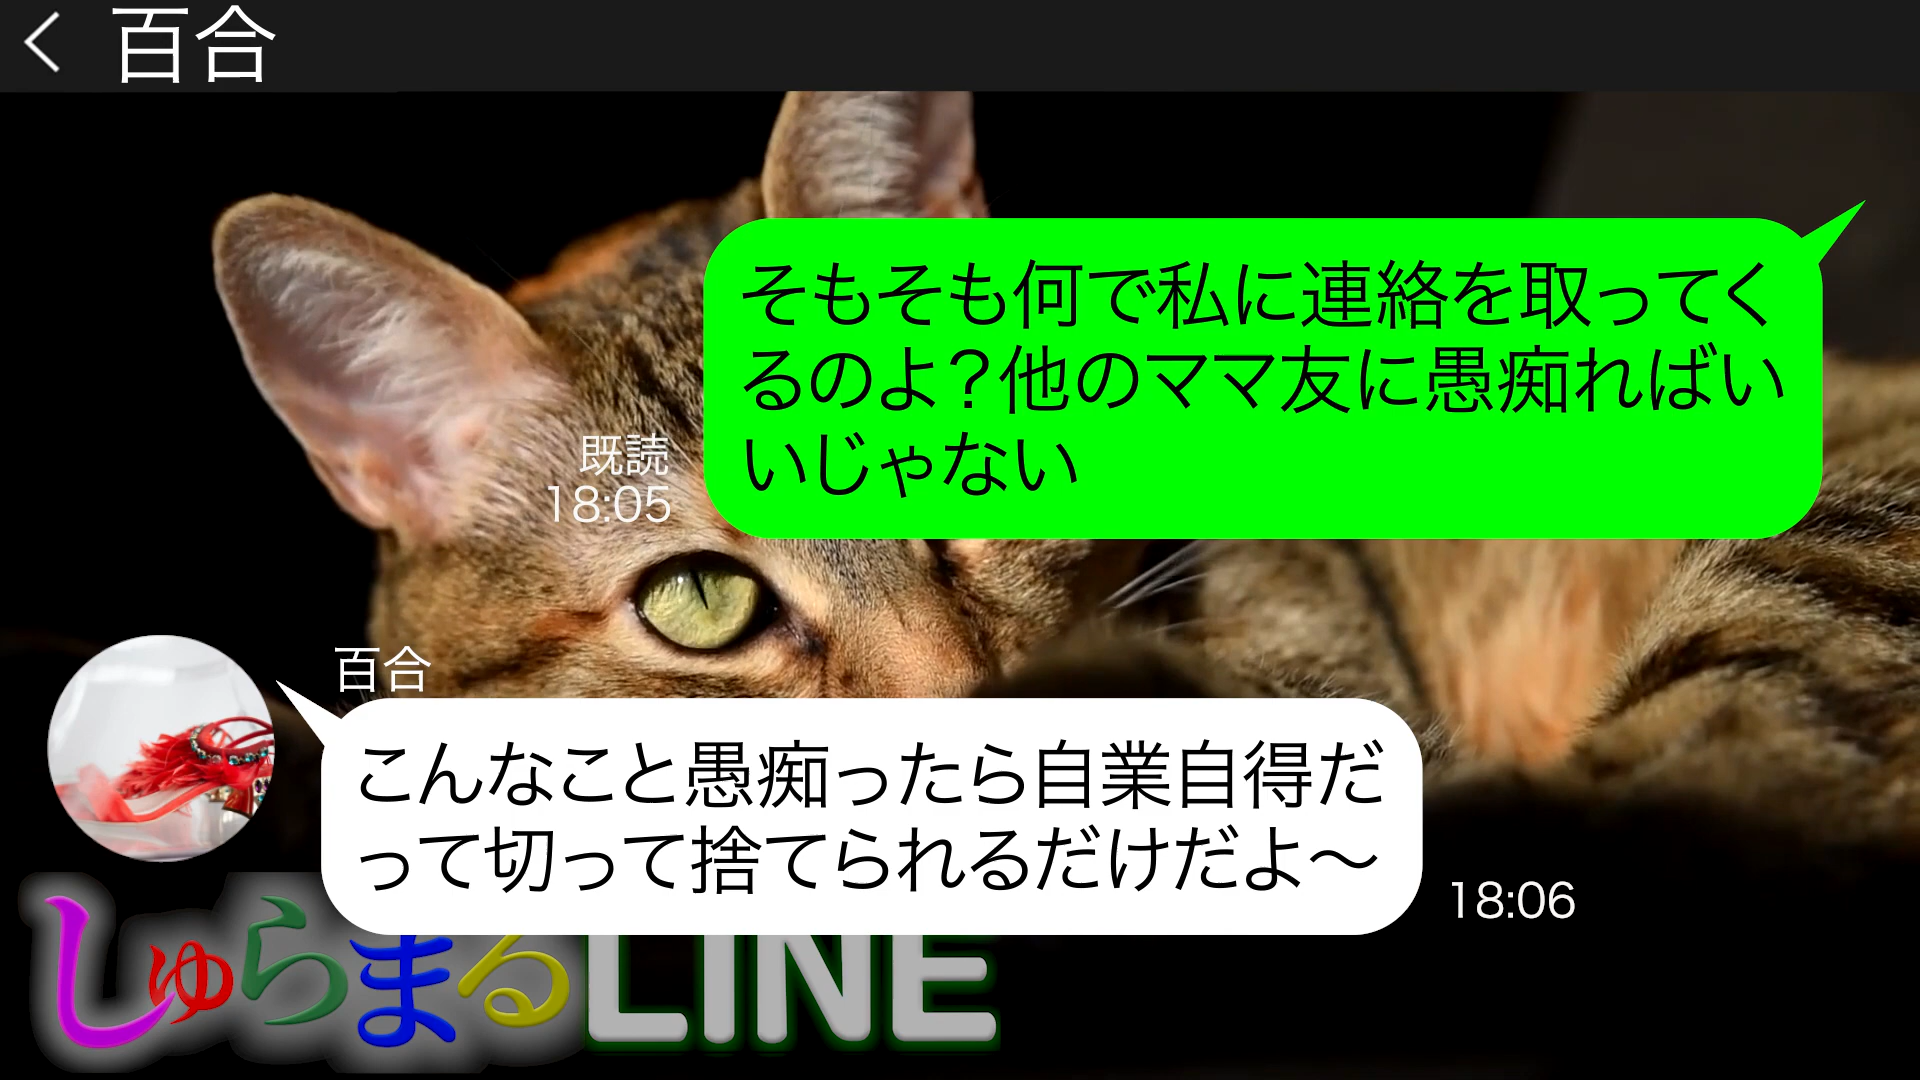 百合
そもそも何で私に連絡を取ってく
るのよ？他のママ友に愚痴ればい
いじゃない
既読
18:05
百合
こんなこと愚痴ったら自業自得だ
って切って捨てられるだけだよ～
18:06
しゅらまるLINE